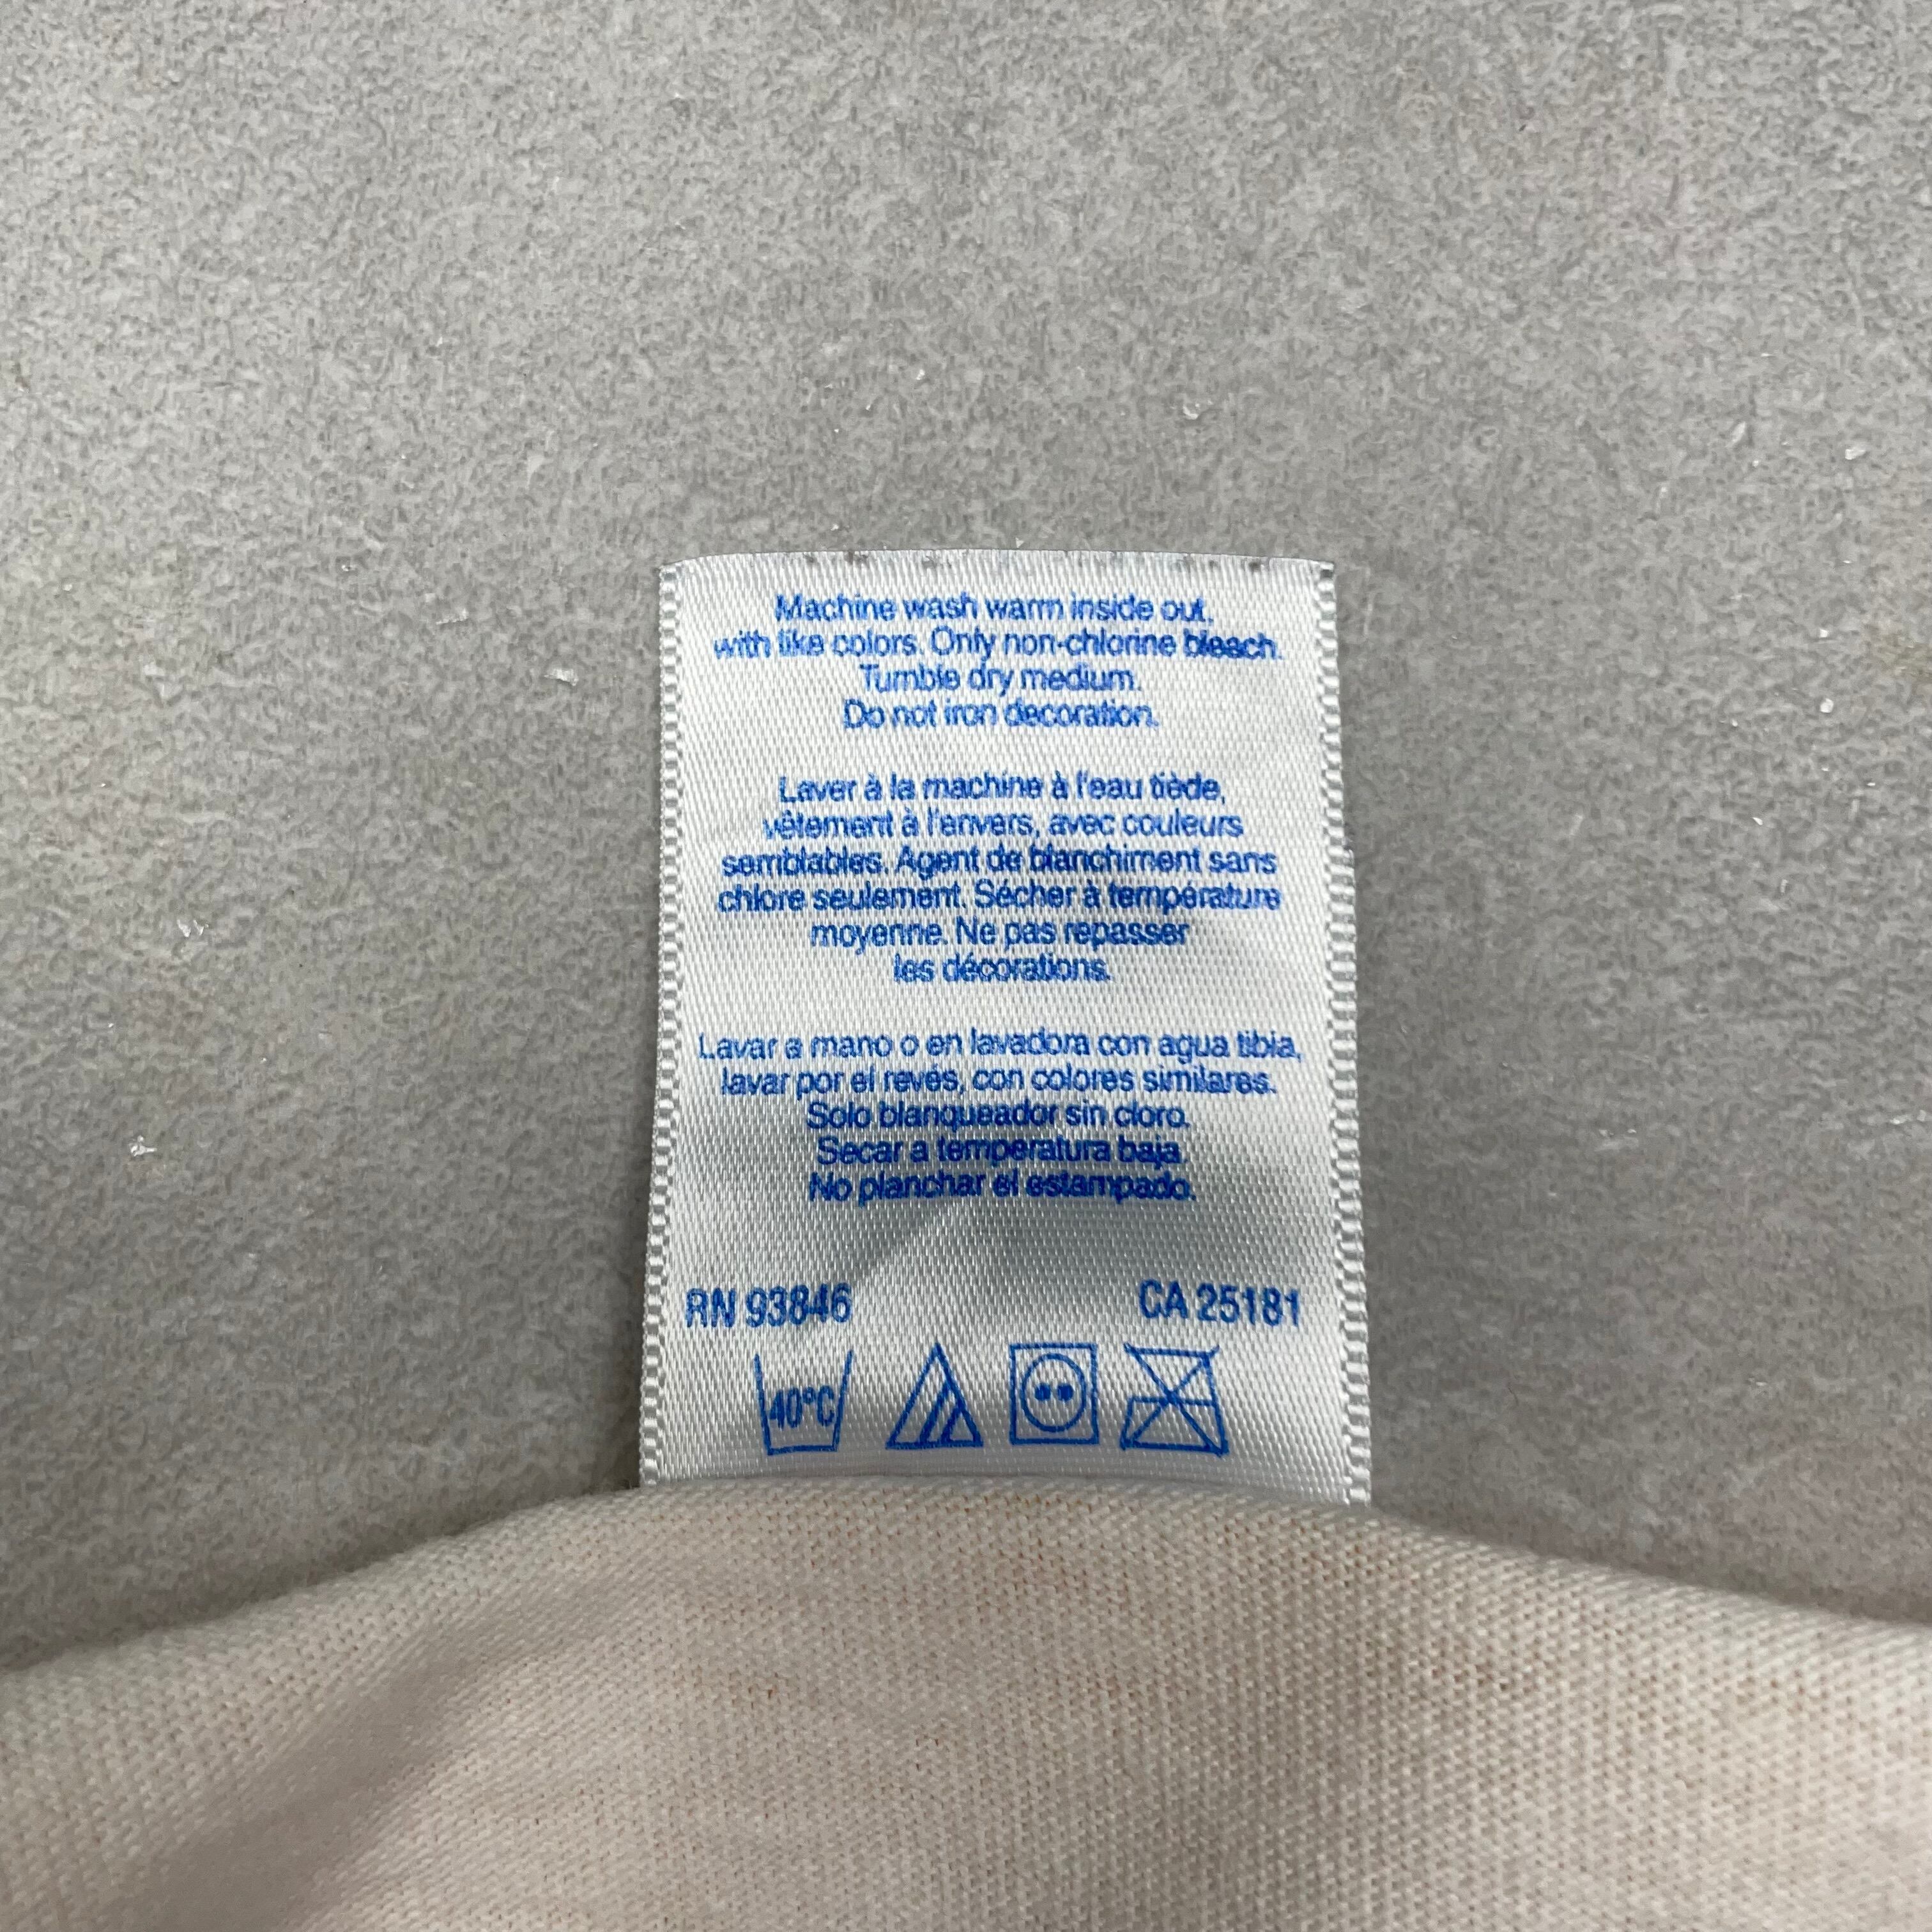 Machine wash warm inside out,
with like colors. Only non-chlorine bleach.
Tumble dry medium.
Do not iron decoration.
Laver à la machine à l'eau tiède,
vêtement à l'envers, avec couleurs
semblables. Agent de blanchiment sans
chlore seulement. Sécher à température
moyenne. Ne pas repasser
les décorations.
Lavar a mano o en lavadora con agua tibia,
lavar por el revés, con colores similares.
Solo blanqueador sin cloro.
Secar a temperatura baja
No planchar el estampado.
RN 93846 CA 25181
40°C